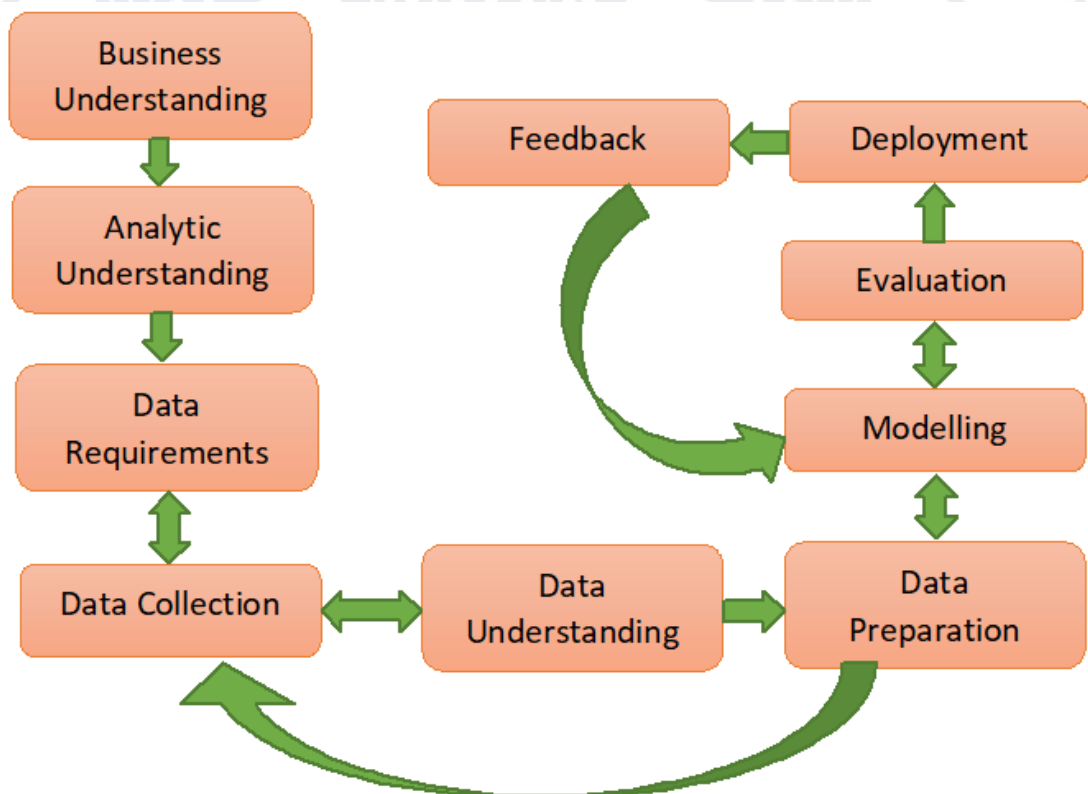 Business
Understanding
Analytic
Understanding
Data
Requirements
Data Collection
Data
Understanding
Data
Preparation
Modelling
Evaluation
Deployment
Feedback